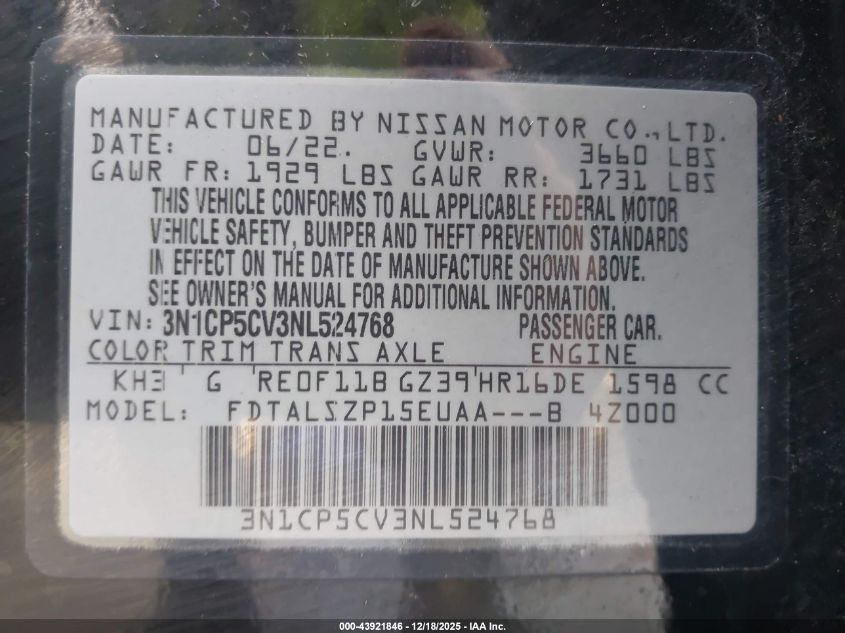 MANUFACTURED BY NISSAN MOTOR CO., LTD.
DATE: 06/22. GVWR: 3660 LBS
GAWR FR: 1929 LBS GAWR RR: 1731 LBS
THIS VEHICLE CONFORMS TO ALL APPLICABLE FEDERAL MOTOR
VEHICLE SAFETY, BUMPER AND THEFT PREVENTION STANDARDS
IN EFFECT ON THE DATE OF MANUFACTURE SHOWN ABOVE.
SEE OWNER'S MANUAL FOR ADDITIONAL INFORMATION.
VIN: 3N1CP5CV3NL524768 PASSENGER CAR.
COLOR TRIM TRANS AXLE ENGINE
KH3 G RE0F11B GZ39 HR16DE 1598 CC
MODEL: FDTALSZP15EUAA---B 4Z000
3N1CP5CV3NL524768
000-43921846 - 12/18/2025 - IAA Inc.